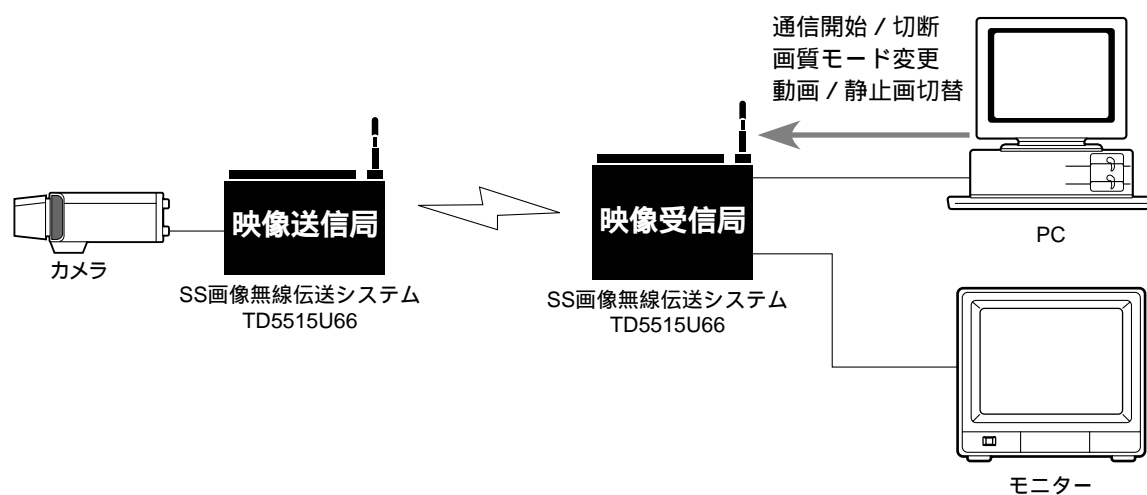 通信開始 / 切断
画質モード変更
動画 / 静止画切替
映像送信局
映像受信局
カメラ
SS画像無線伝送システム
TD5515U66
SS画像無線伝送システム
TD5515U66
PC
モニター